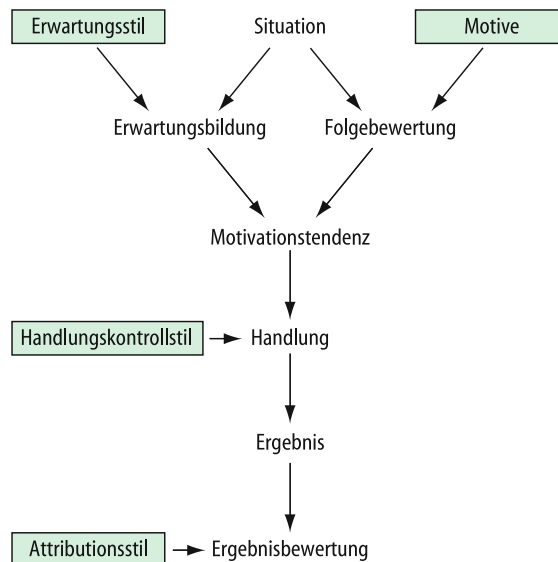 Erwartungsstil
Situation
Motive
Erwartungsbildung
Folgebewertung
Motivationstendenz
Handlungskontrollstil
Handlung
Ergebnis
Attributionsstil
Ergebnisbewertung